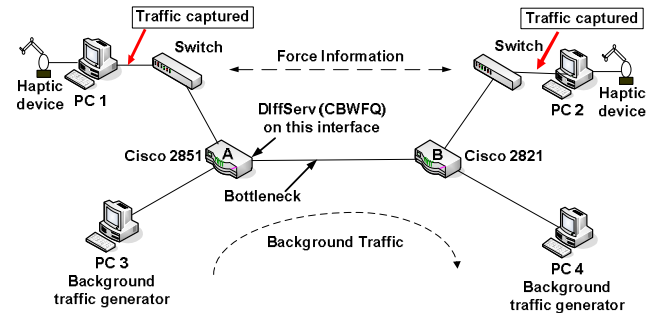 Traffic captured
Traffic captured
Switch
Switch
Force Information
Haptic
device
PC 1
PC 2
Haptic
device
DIffServ (CBWFQ)
on this interface
Cisco 2851
A
B
Cisco 2821
Bottleneck
Background Traffic
PC 3
Background
traffic generator
PC 4
Background
traffic generator